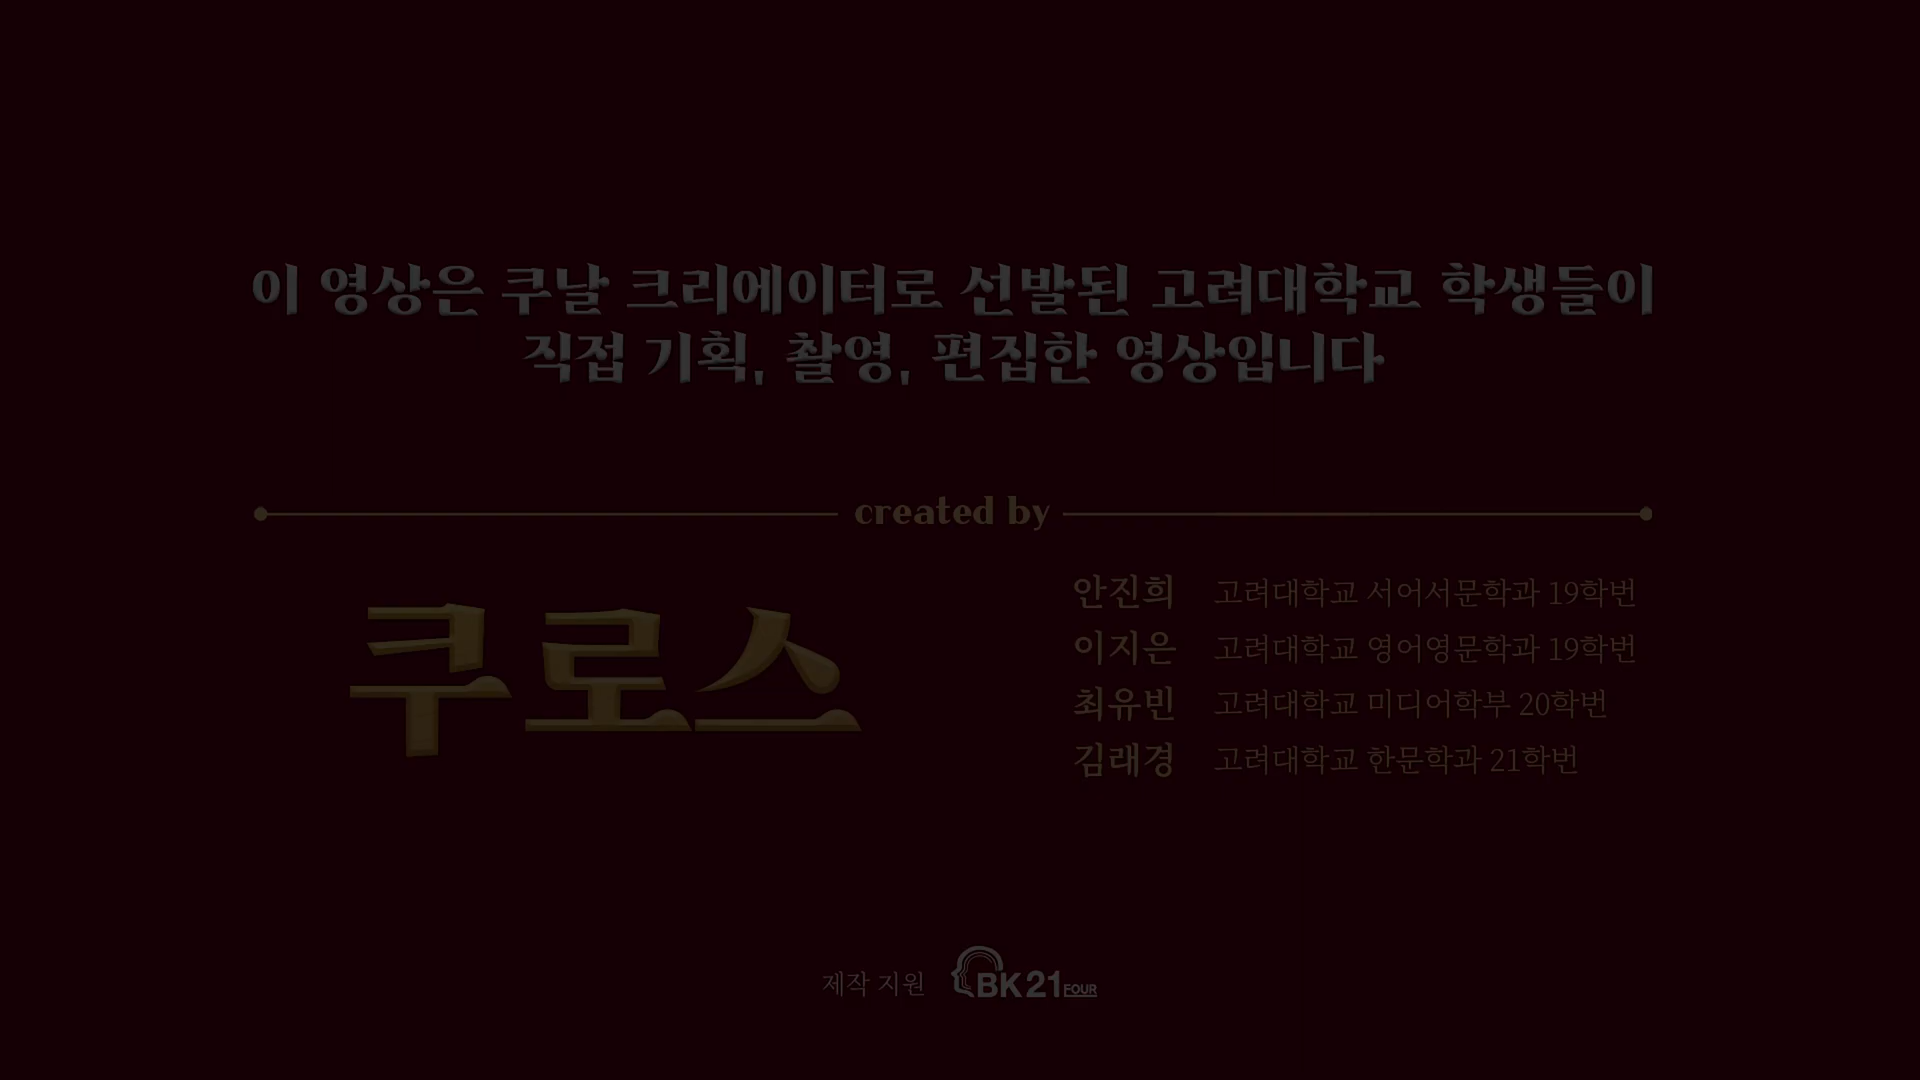 이 영상은 쿠날 크리에이터로 선발된 고려대학교 학생들이
직접 기획, 촬영, 편집한 영상입니다
created by
쿠로스
안진희 고려대학교 서어서문학과 19학번
이지은 고려대학교 영어영문학과 19학번
최유빈 고려대학교 미디어학부 20학번
김래경 고려대학교 한문학과 21학번
제작 지원 BK21 FOUR